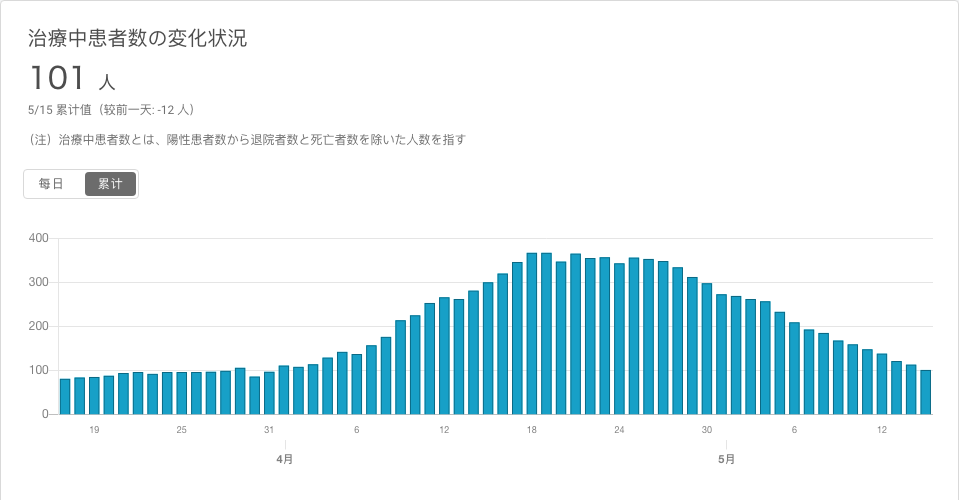 治療中患者数の変化状況
101 人
5/15 累计值（较前一天: -12 人）
（注）治療中患者数とは、陽性患者数から退院者数と死亡者数を除いた人数を指す
每日 累计
400
300
200
100
0
19 25 31 6 12 18 24 30 6 12
4月 5月